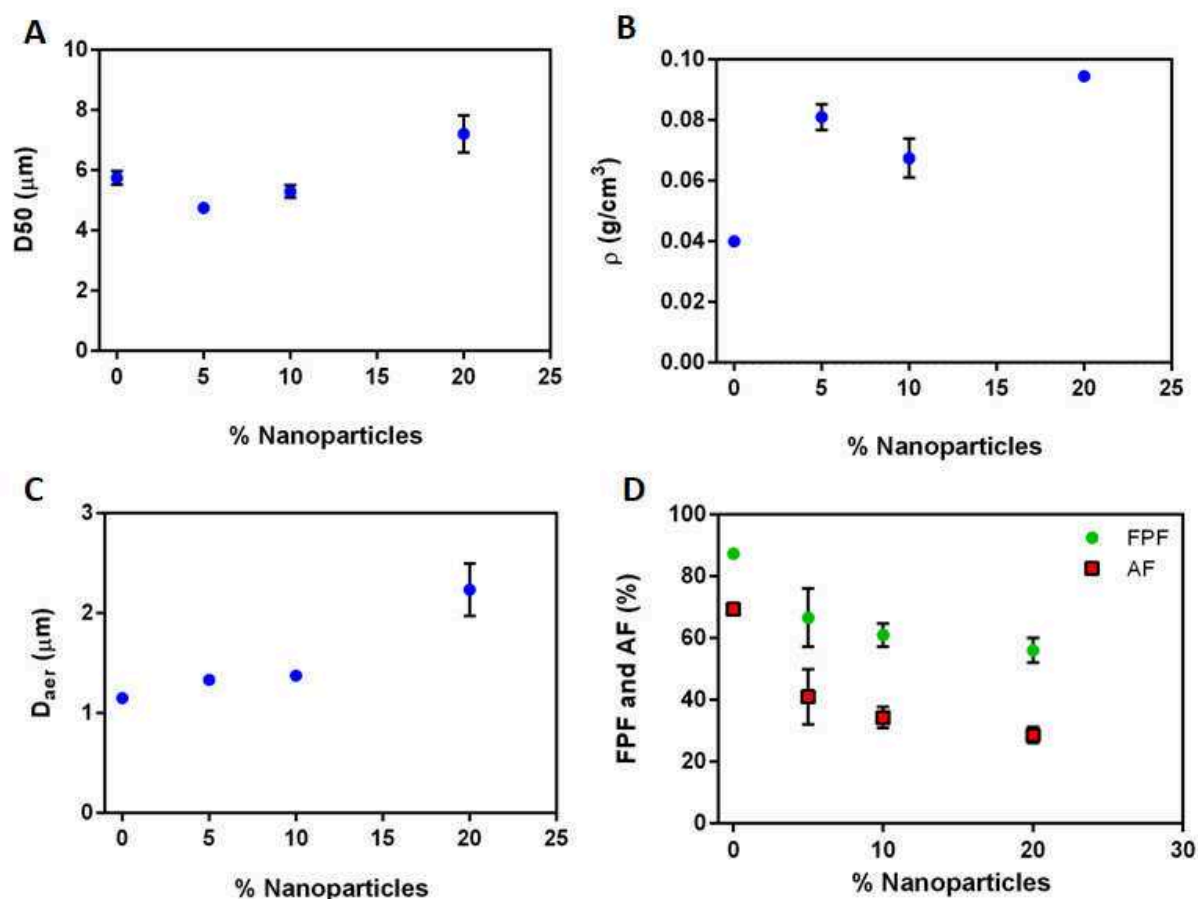 A
D50 (μm)
10
8
6
4
2
0
0 5 10 15 20 25
% Nanoparticles
B
ρ (g/cm³)
0.10
0.08
0.06
0.04
0.02
0.00
0 5 10 15 20 25
% Nanoparticles
C
Daer (μm)
3
2
1
0
0 5 10 15 20 25
% Nanoparticles
D
FPF and AF (%)
100
80
60
40
20
0
0 10 20 30
% Nanoparticles
FPF
AF